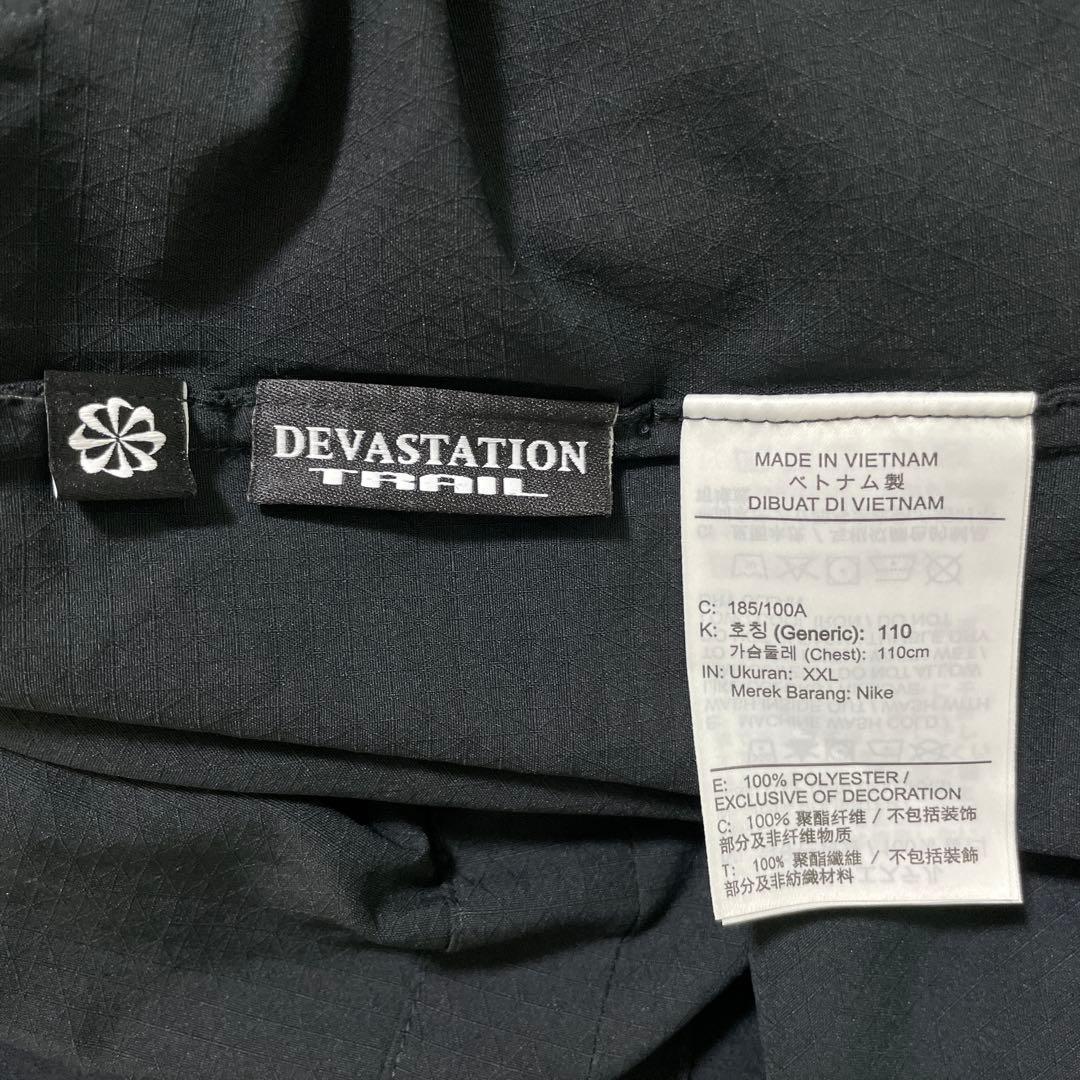 DEVASTATION
TRAIL
MADE IN VIETNAM
ベトナム製
DIBUAT DI VIETNAM
C: 185/100A
K: 호칭 (Generic): 110
가슴둘레 (Chest): 110cm
IN: Ukuran: XXL
Merek Barang: Nike
E: 100% POLYESTER /
EXCLUSIVE OF DECORATION
C: 100% 聚酯纤维 / 不包括装饰
部分及非纤维物质
T: 100% 聚酯纖維 / 不包括裝飾
部分及非紡織材料